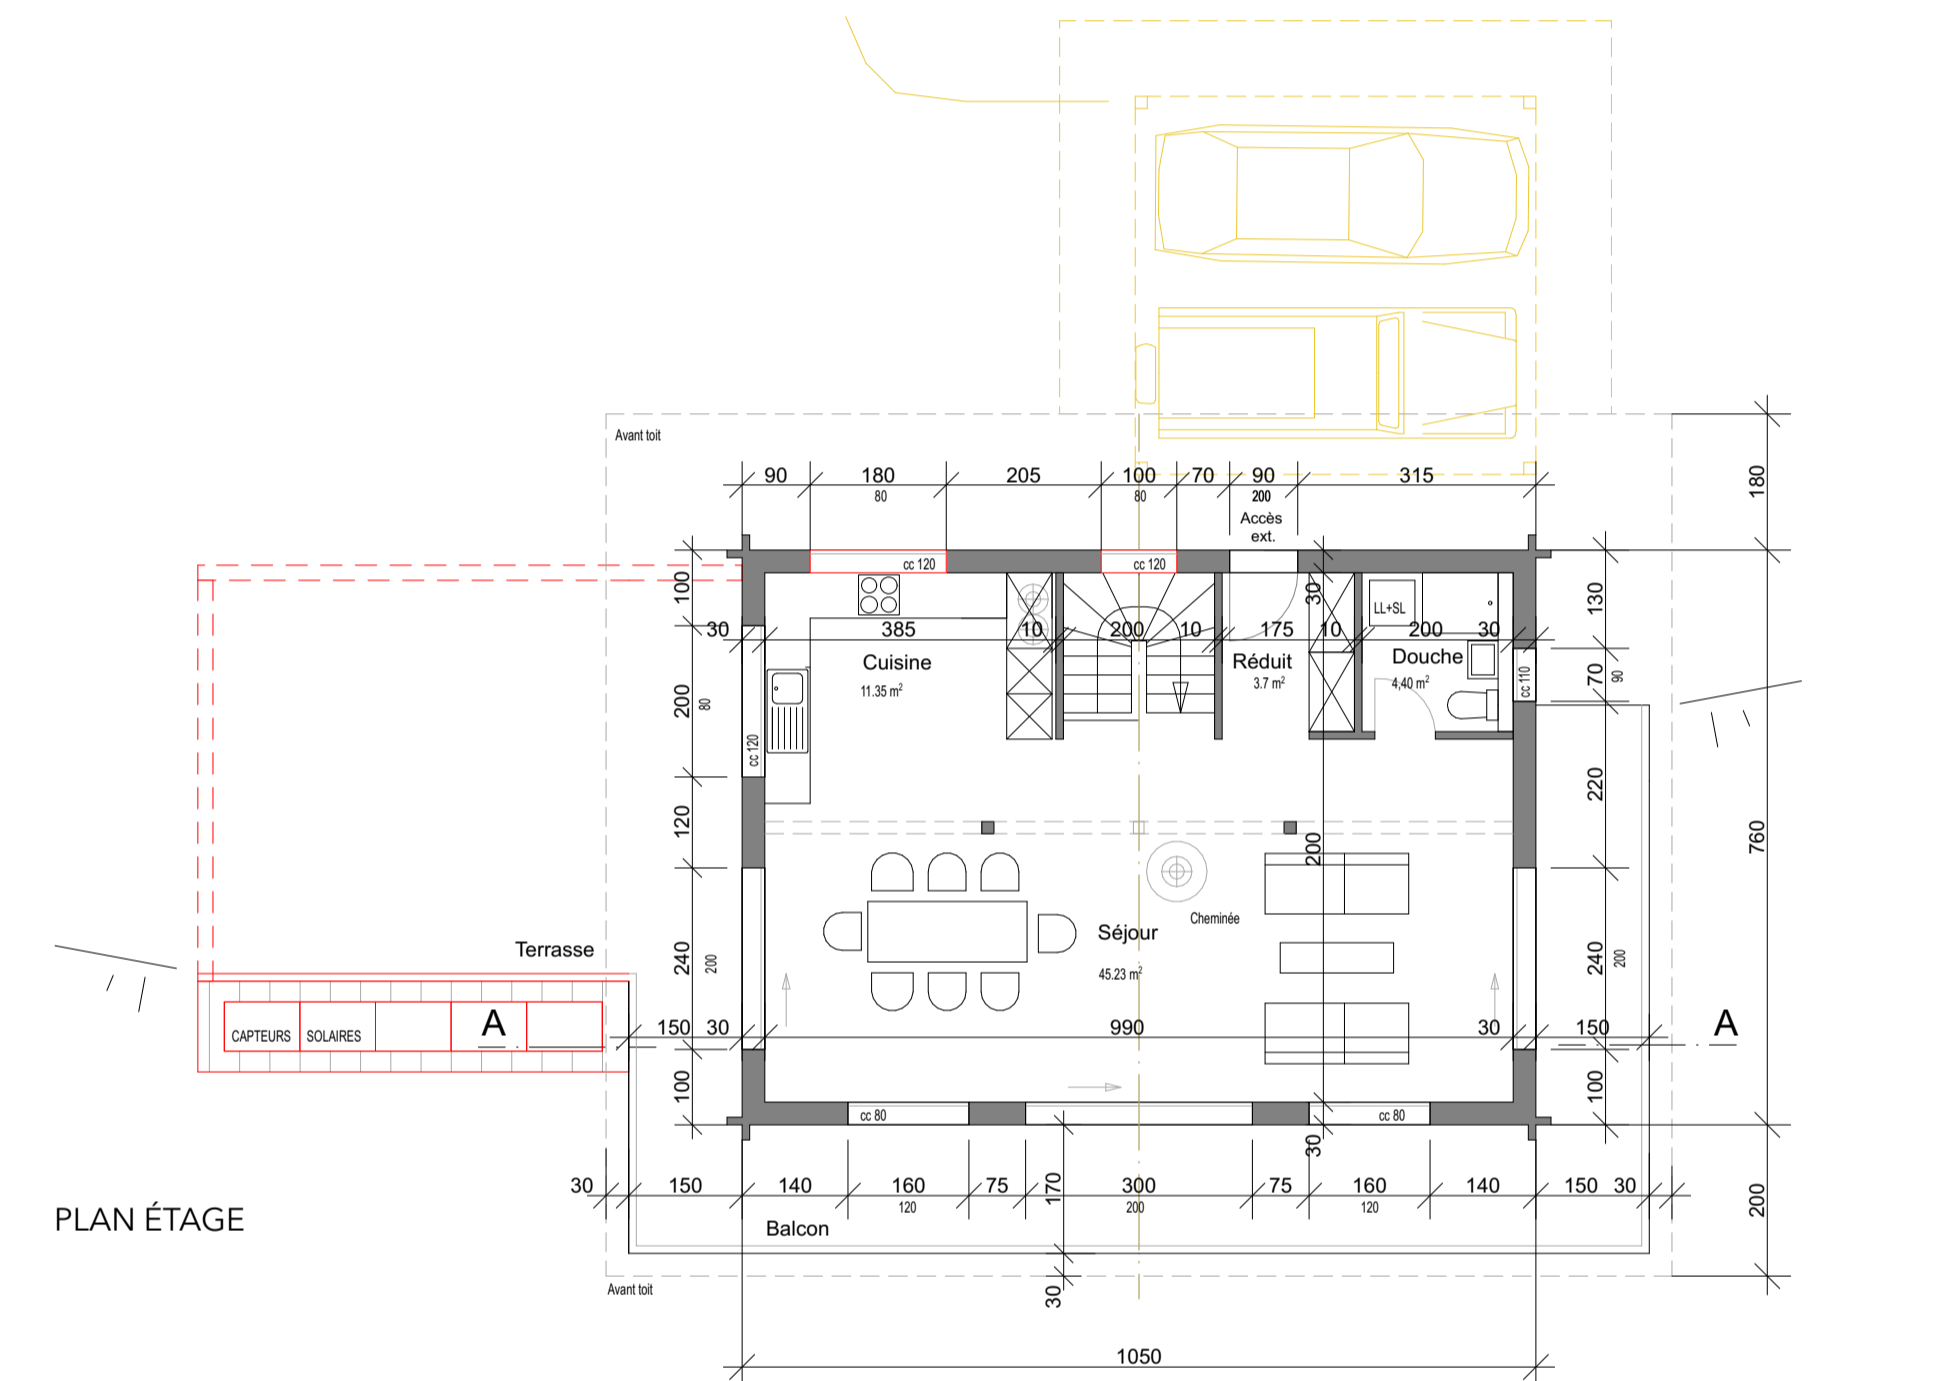 Avant toit
90 180 205 100 70 90 315
80 80 200
Accès
ext.
180
cc 120 cc 120
100
30
130
LL+SL
30 385 10 200 10 175 10 200 30
Cuisine
11.35 m²
Réduit
3.7 m²
Douche
4,40 m²
200
80
cc 120
cc 110
70
90
220
120
200
760
Cheminée
Séjour
45.23 m²
Terrasse
240
200
240
200
CAPTEURS SOLAIRES
A
150 30 990 30 150
A
100
100
cc 80 cc 80
30
30 150 140 160 75 170 300 75 160 140 150 30
120 200 120
200
PLAN ÉTAGE
Balcon
Avant toit
30
1050